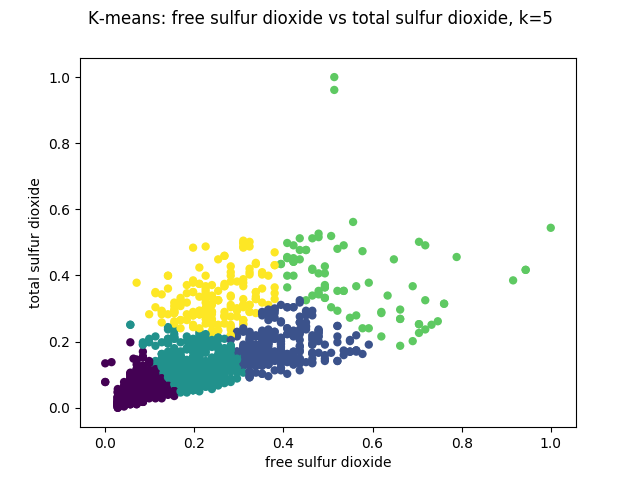 K-means: free sulfur dioxide vs total sulfur dioxide, k=5
1.0
0.8
0.6
0.4
0.2
0.0
total sulfur dioxide
0.0 0.2 0.4 0.6 0.8 1.0
free sulfur dioxide